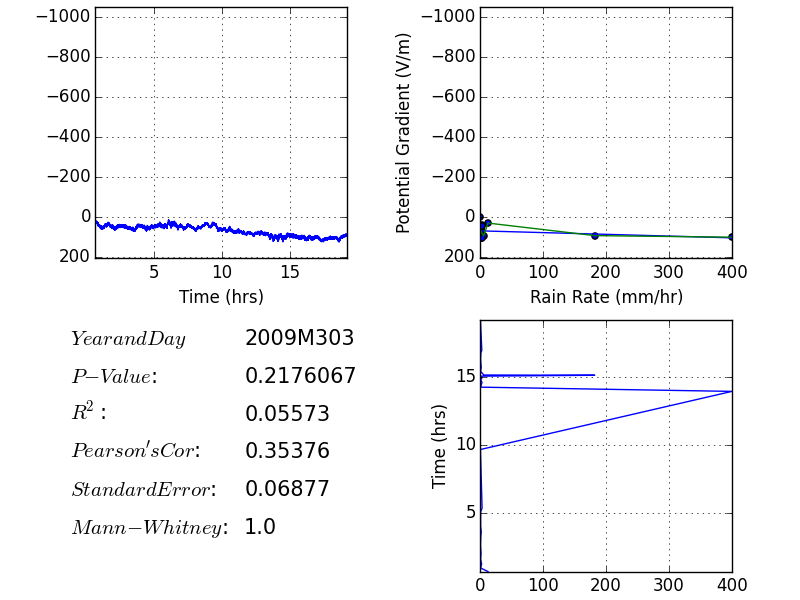 −1000
−800
−600
−400
−200
0
200
5 10 15
Time (hrs)
Potential Gradient (V/m)
−1000
−800
−600
−400
−200
0
200
0 100 200 300 400
Rain Rate (mm/hr)
YearandDay 2009M303
P−Value: 0.2176067
R²: 0.05573
Pearson'sCor: 0.35376
StandardError: 0.06877
Mann−Whitney: 1.0
Time (hrs)
15
10
5
0 100 200 300 400